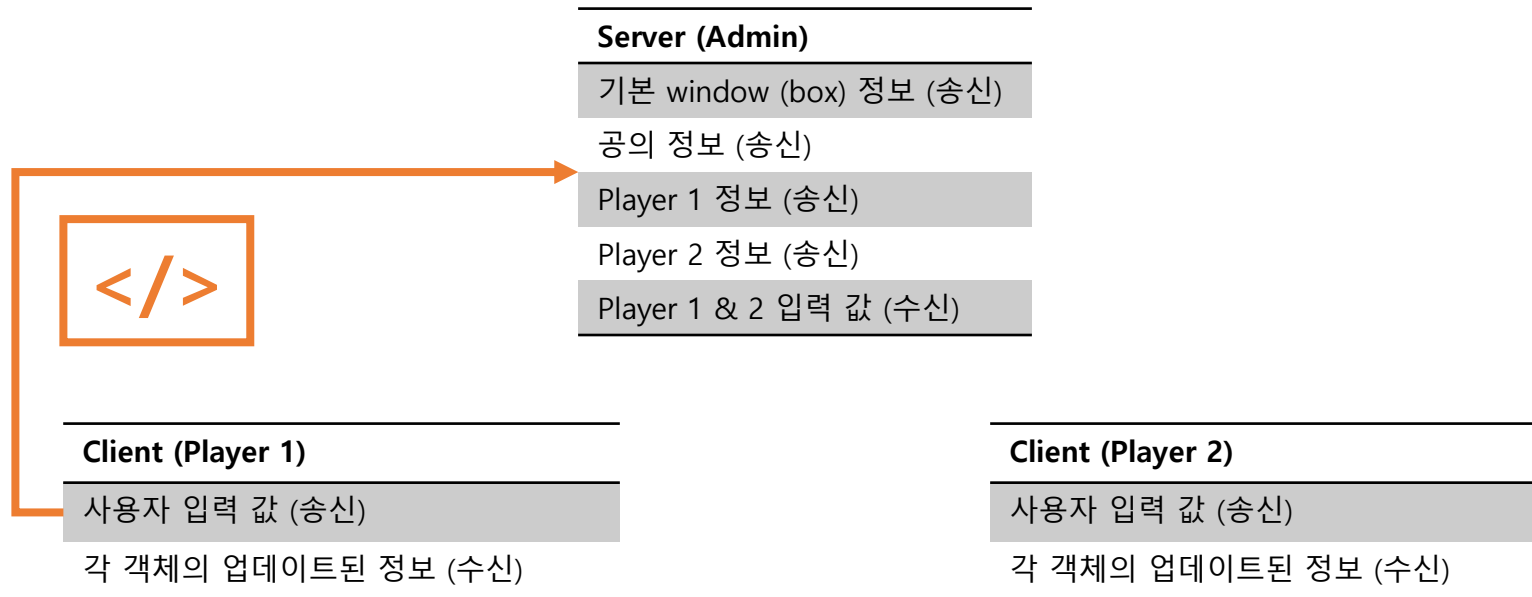 Server (Admin)
기본 window (box) 정보 (송신)
공의 정보 (송신)
Player 1 정보 (송신)
Player 2 정보 (송신)
Player 1 & 2 입력 값 (수신)
</>
Client (Player 1)
사용자 입력 값 (송신)
각 객체의 업데이트된 정보 (수신)
Client (Player 2)
사용자 입력 값 (송신)
각 객체의 업데이트된 정보 (수신)